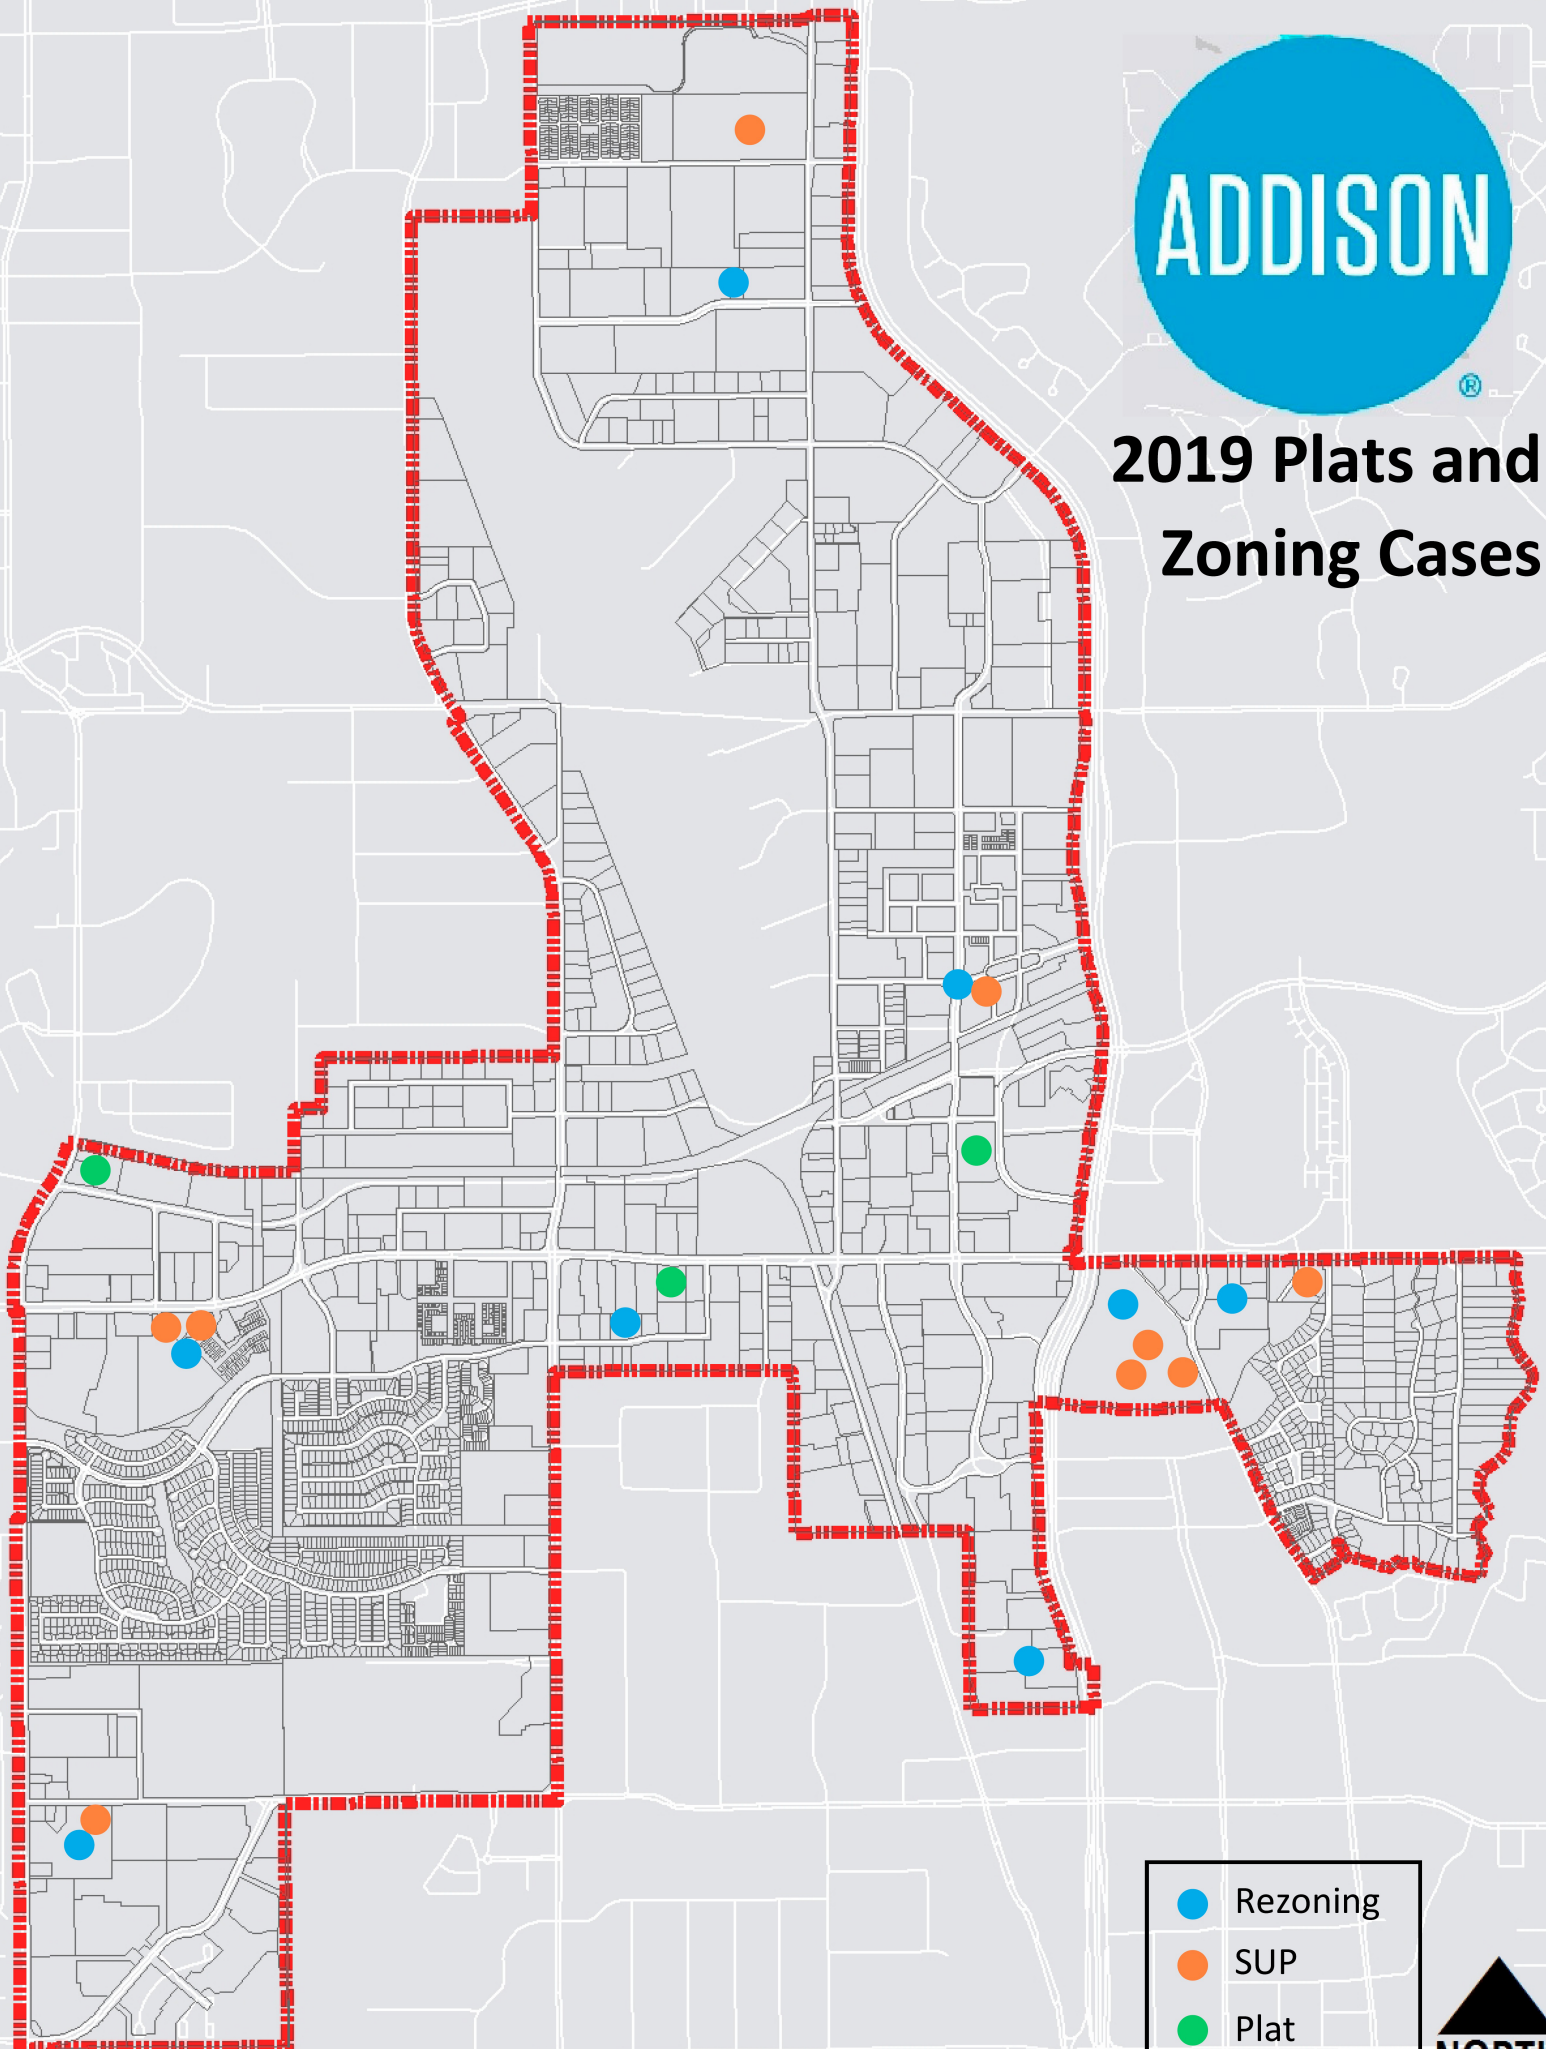 ADDISON
®
2019 Plats and
Zoning Cases
Rezoning
SUP
Plat